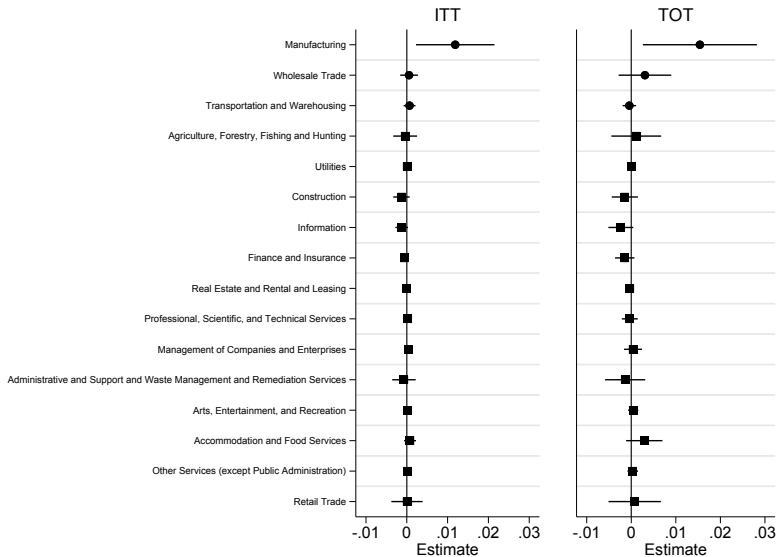 ITT TOT
Manufacturing
Wholesale Trade
Transportation and Warehousing
Agriculture, Forestry, Fishing and Hunting
Utilities
Construction
Information
Finance and Insurance
Real Estate and Rental and Leasing
Professional, Scientific, and Technical Services
Management of Companies and Enterprises
Administrative and Support and Waste Management and Remediation Services
Arts, Entertainment, and Recreation
Accommodation and Food Services
Other Services (except Public Administration)
Retail Trade
-.01 0 .01 .02 .03 -.01 0 .01 .02 .03
Estimate Estimate